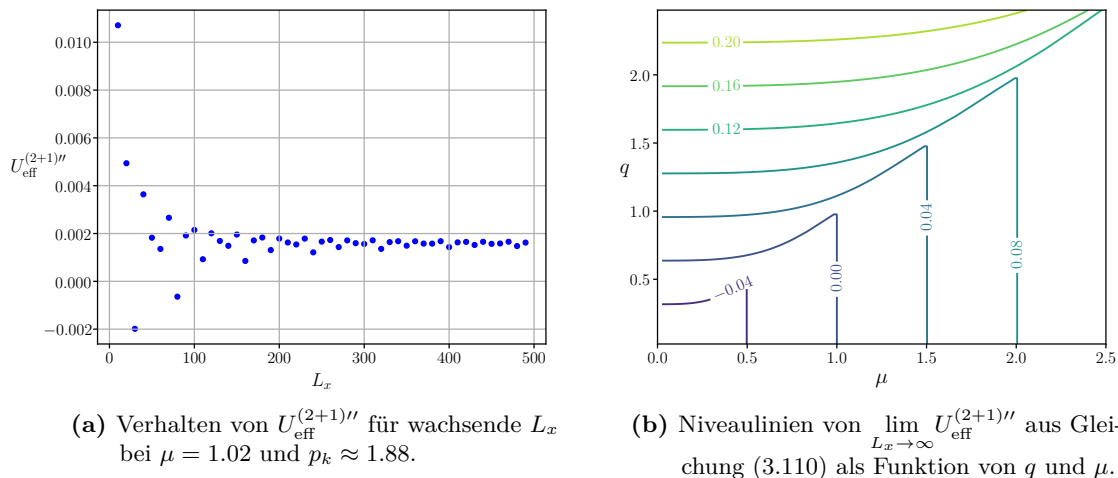 0.010
0.008
0.006
U_eff^(2+1)″
0.004
0.002
0.000
−0.002
0 100 200 300 400 500
L_x
0.20
0.16
0.12
−0.04
0.00
0.04
0.08
2.0
1.5
q
1.0
0.5
0.0 0.5 1.0 1.5 2.0 2.5
μ
(a) Verhalten von U_eff^(2+1)″ für wachsende L_x
bei μ = 1.02 und p_k ≈ 1.88.
(b) Niveaulinien von lim_{L_x→∞} U_eff^(2+1)″ aus Glei-
chung (3.110) als Funktion von q und μ.